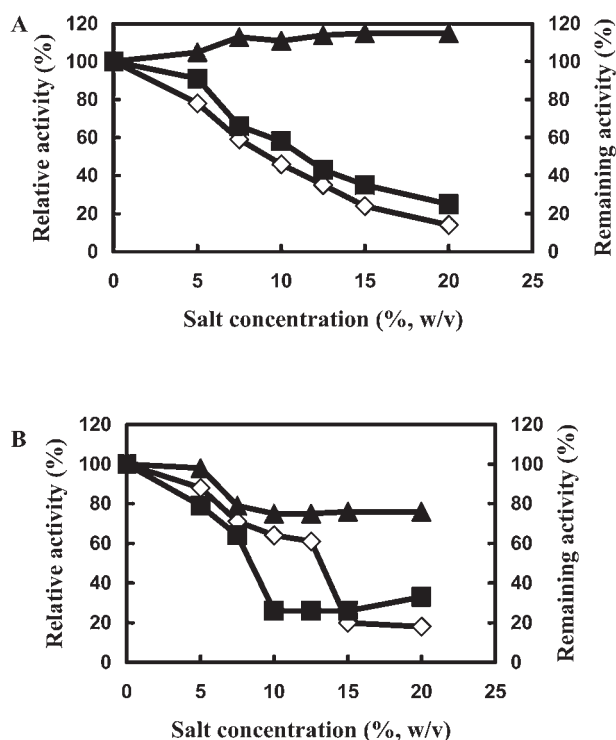 A
Relative activity (%)
Remaining activity (%)
120 120
100 100
80 80
60 60
40 40
20 20
0 0
0 5 10 15 20 25
Salt concentration (%, w/v)
B
Relative activity (%)
Remaining activity (%)
120 120
100 100
80 80
60 60
40 40
20 20
0 0
0 5 10 15 20 25
Salt concentration (%, w/v)